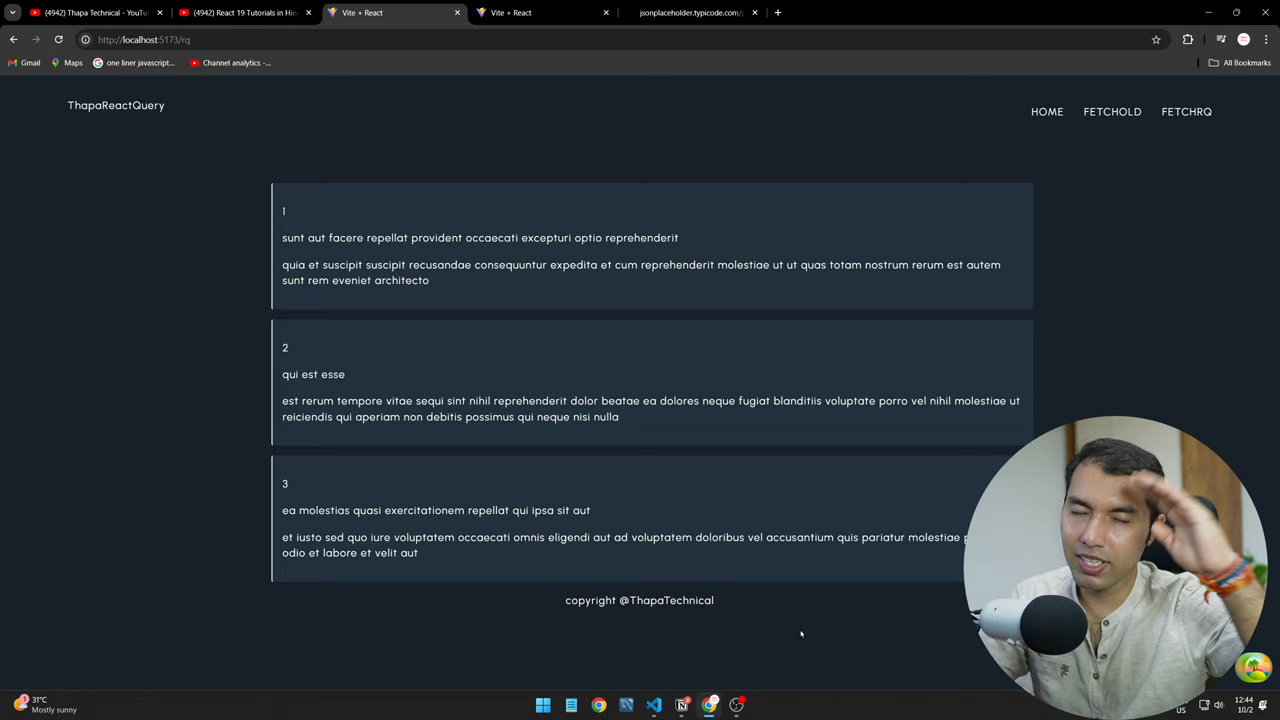 (4942) Thapa Technical - YouTu
(4942) React 19 Tutorials in Hin
Vite + React
Vite + React
jsonplaceholder.typicode.com/
http://localhost:5173/rq
Gmail
Maps
one liner javascript...
Channel analytics -...
All Bookmarks
ThapaReactQuery
HOME
FETCHOLD
FETCHRQ
1
sunt aut facere repellat provident occaecati excepturi optio reprehenderit
quia et suscipit suscipit recusandae consequuntur expedita et cum reprehenderit molestiae ut ut quas totam nostrum rerum est autem
sunt rem eveniet architecto
2
qui est esse
est rerum tempore vitae sequi sint nihil reprehenderit dolor beatae ea dolores neque fugiat blanditiis voluptate porro vel nihil molestiae ut
reiciendis qui aperiam non debitis possimus qui neque nisi nulla
3
ea molestias quasi exercitationem repellat qui ipsa sit aut
et iusto sed quo iure voluptatem occaecati omnis eligendi aut ad voluptatem doloribus vel accusantium quis pariatur molestiae
odio et labore et velit aut
copyright @ThapaTechnical
31°C
Mostly sunny
US
12:44
10/2